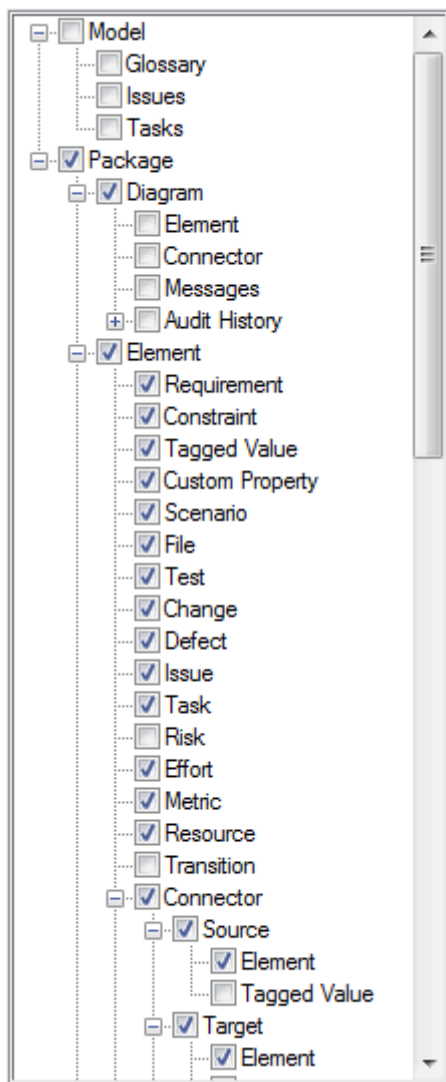 Model
Glossary
Issues
Tasks
Package
Diagram
Element
Connector
Messages
Audit History
Element
Requirement
Constraint
Tagged Value
Custom Property
Scenario
File
Test
Change
Defect
Issue
Task
Risk
Effort
Metric
Resource
Transition
Connector
Source
Element
Tagged Value
Target
Element